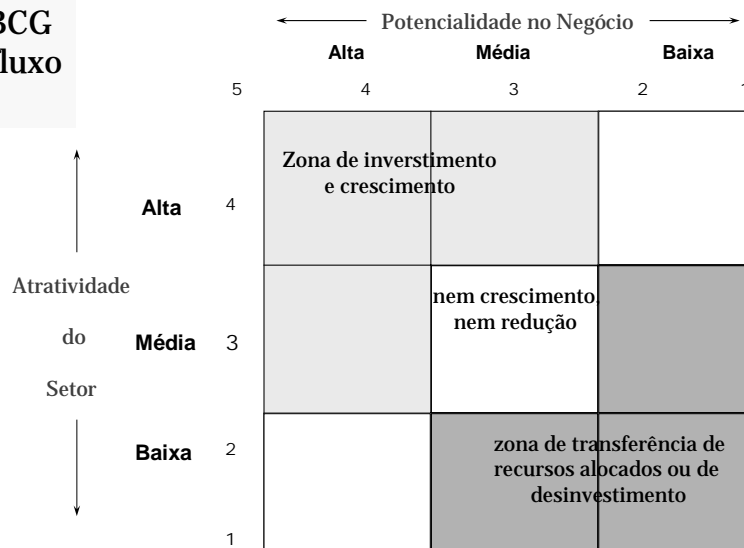 BCG
fluxo
Potencialidade no Negócio
Alta Média Baixa
5 4 3 2 1
Zona de inverstimento
e crescimento
Alta 4
Atratividade
do
Setor
nem crescimento,
nem redução
Média 3
Baixa 2
zona de transferência de
recursos alocados ou de
desinvestimento
1